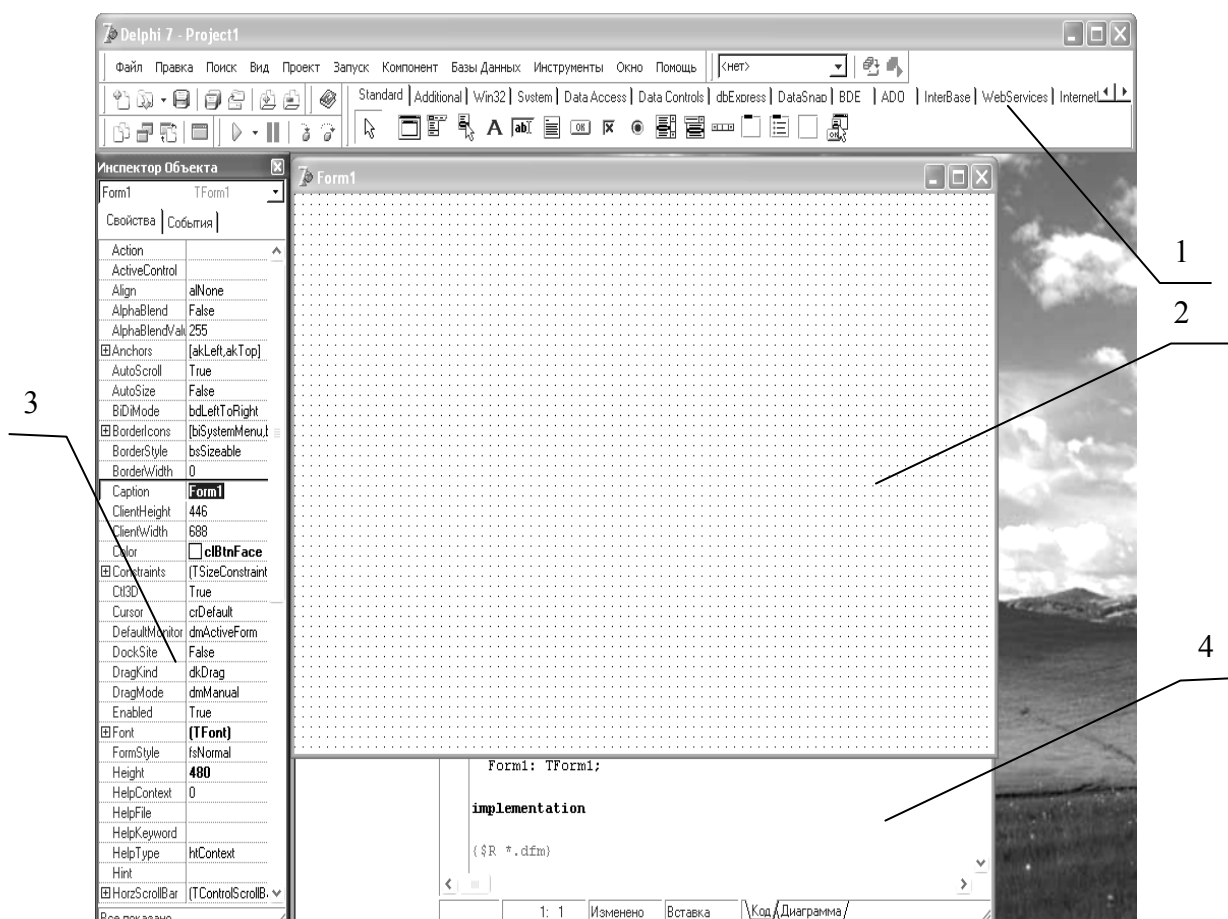 Delphi 7 - Project1
Файл Правка Поиск Вид Проект Запуск Компонент Базы Данных Инструменты Окно Помощь <нет>
Standard Additional Win32 System Data Access Data Controls dbExpress DataSnap BDE ADO InterBase WebServices
Инспектор Объекта
Form1 TForm1
Свойства События
Action
ActiveControl
Align alNone
AlphaBlend False
AlphaBlendVal 255
Anchors [akLeft,akTop]
AutoScroll True
AutoSize False
BiDiMode bdLeftToRight
BorderIcons [biSystemMenu,
BorderStyle bsSizeable
BorderWidth 0
Caption Form1
ClientHeight 446
ClientWidth 688
Color clBtnFace
Constraints (TSizeConstraint
Ctl3D True
Cursor crDefault
DefaultMonitor dmActiveForm
DockSite False
DragKind dkDrag
DragMode dmManual
Enabled True
Font (TFont)
FormStyle fsNormal
Height 480
HelpContext 0
HelpFile
HelpKeyword
HelpType htContext
Hint
HorzScrollBar (TControlScrollB
Все показано
Form1
Form1: TForm1;
implementation
{$R *.dfm}
1: 1 Изменено Вставка Код Диаграмма
1
2
3
4